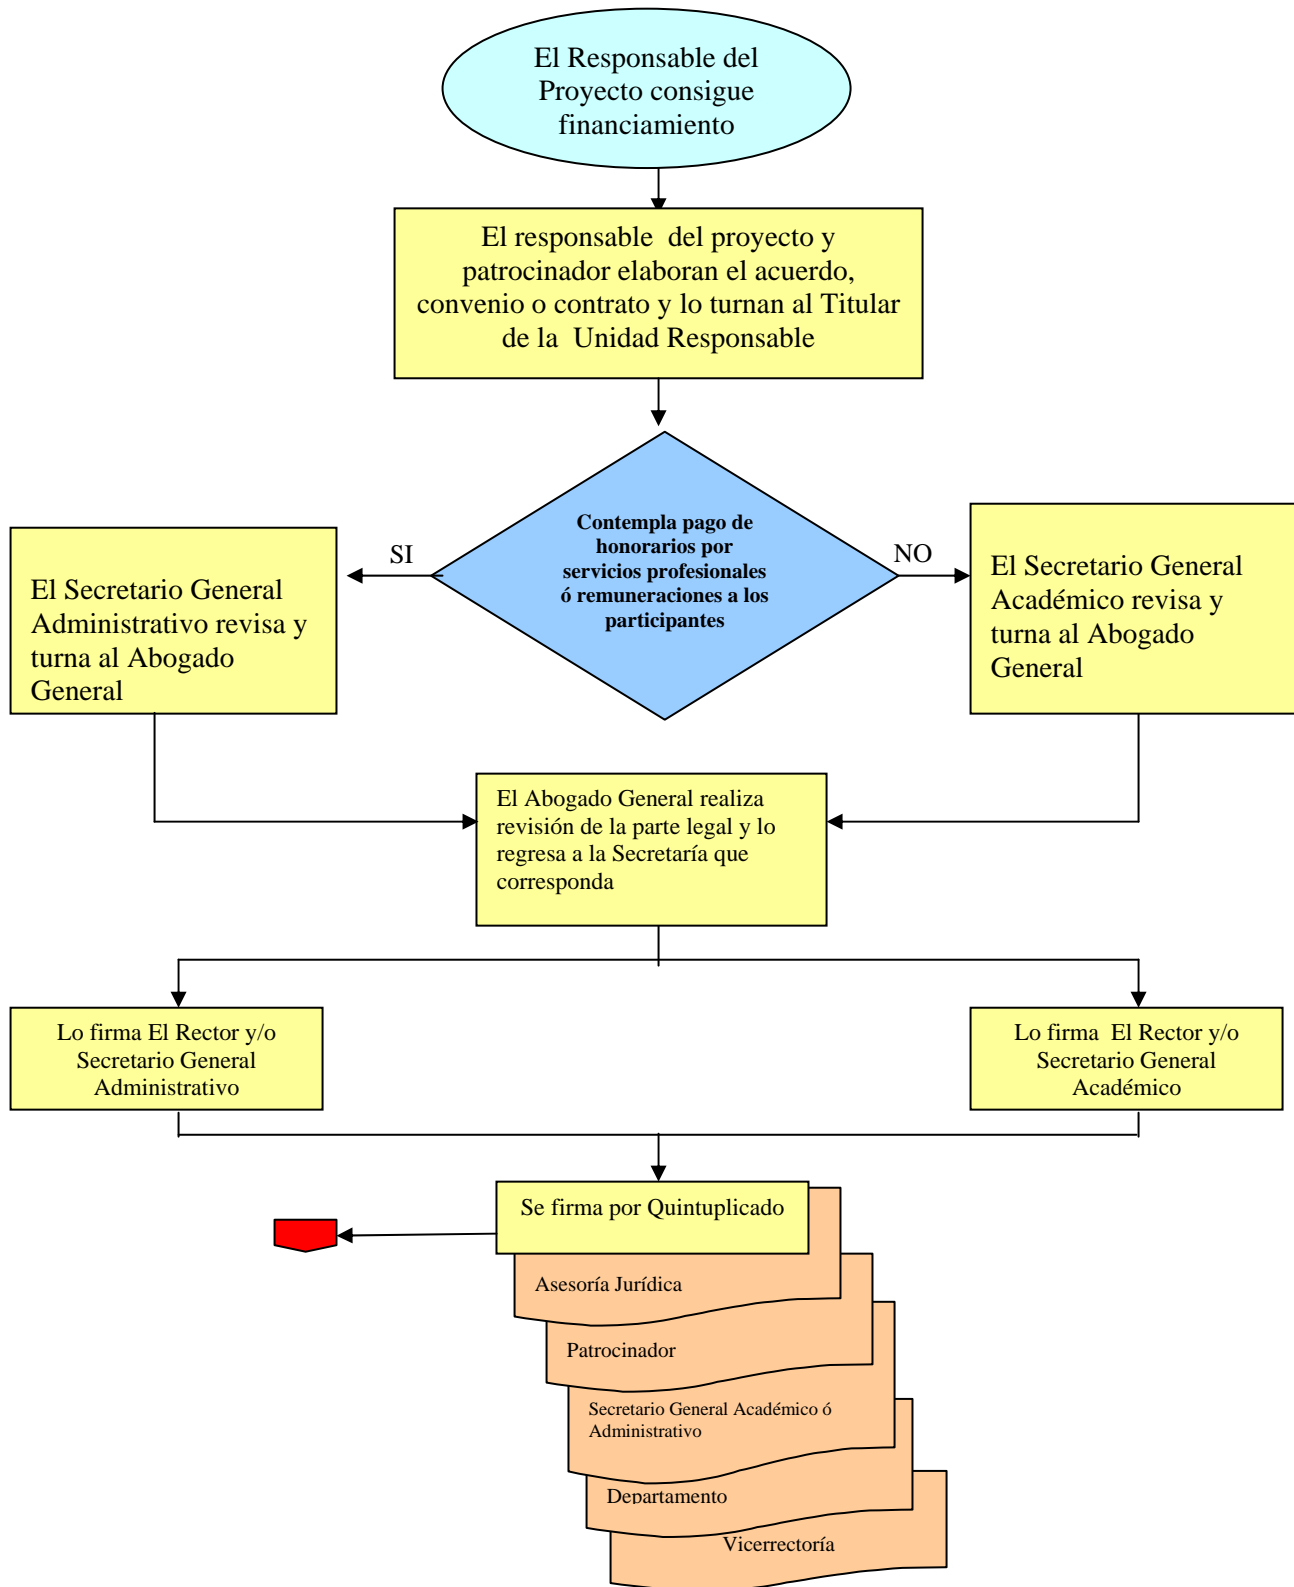 El Responsable del
Proyecto consigue
financiamiento
El responsable del proyecto y
patrocinador elaboran el acuerdo,
convenio o contrato y lo turnan al Titular
de la Unidad Responsable
Contempla pago de
honorarios por
servicios profesionales
ó remuneraciones a los
participantes
SI
NO
El Secretario General
Administrativo revisa y
turna al Abogado
General
El Secretario General
Académico revisa y
turna al Abogado
General
El Abogado General realiza
revisión de la parte legal y lo
regresa a la Secretaría que
corresponda
Lo firma El Rector y/o
Secretario General
Administrativo
Lo firma El Rector y/o
Secretario General
Académico
Se firma por Quintuplicado
Asesoría Jurídica
Patrocinador
Secretario General Académico ó
Administrativo
Departamento
Vicerrectoría